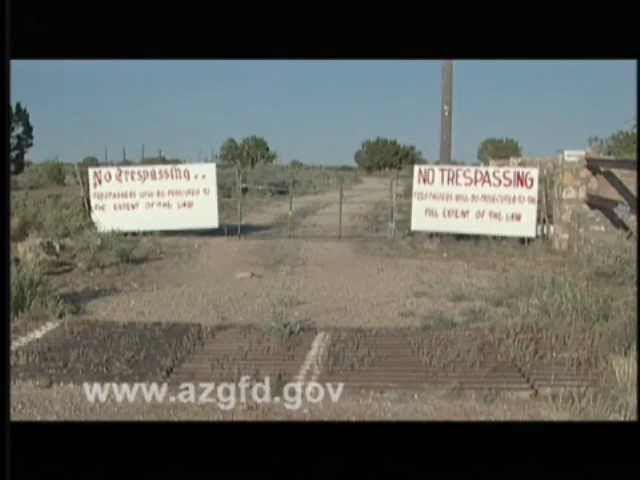 No Trespassing..
TRESPASSERS WILL BE PROSECUTED TO
THE EXTENT OF THE LAW
NO TRESPASSING
TRESPASSERS WILL BE PROSECUTED TO THE
FULL EXTENT OF THE LAW
www.azgfd.gov